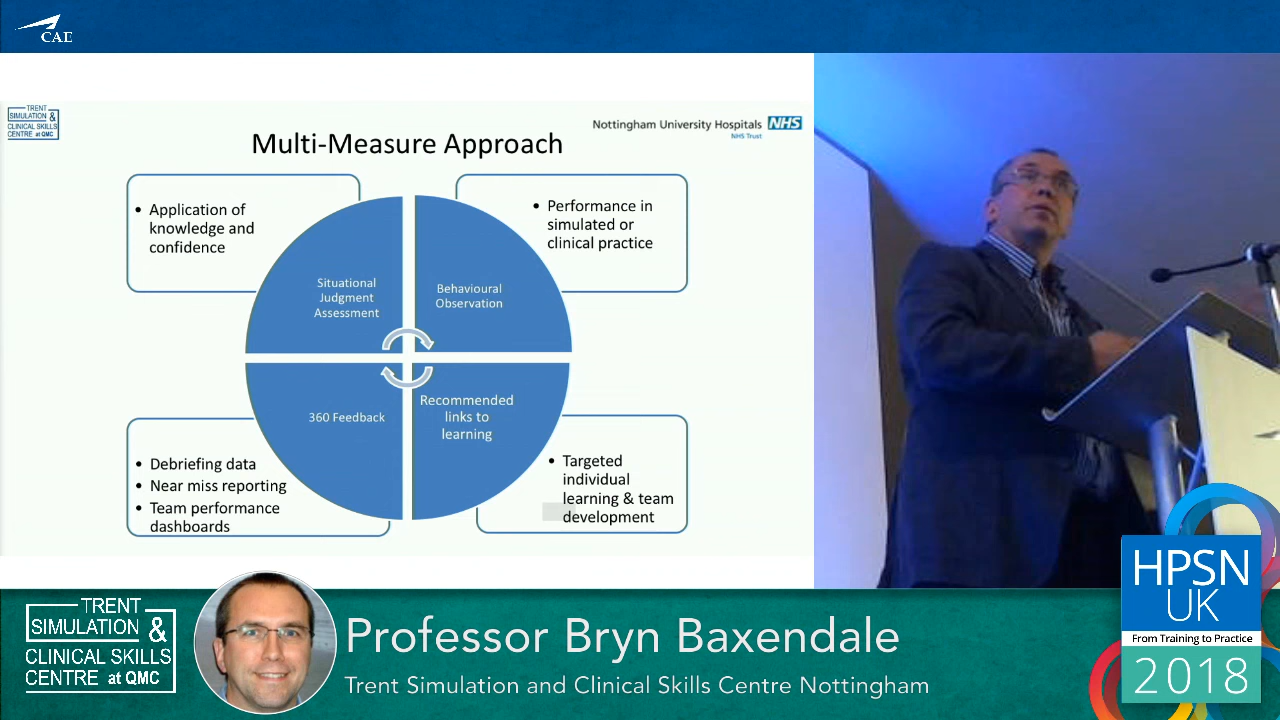 CAE
TRENT
SIMULATION &
CLINICAL SKILLS
CENTRE at QMC
Nottingham University Hospitals NHS
NHS Trust
Multi-Measure Approach
• Application of
knowledge and
confidence
• Performance in
simulated or
clinical practice
Situational
Judgment
Assessment
Behavioural
Observation
360 Feedback
Recommended
links to
learning
• Debriefing data
• Near miss reporting
• Team performance
dashboards
• Targeted
individual
learning & team
development
TRENT
SIMULATION &
CLINICAL SKILLS
CENTRE at QMC
Professor Bryn Baxendale
Trent Simulation and Clinical Skills Centre Nottingham
HPSN
UK
From Training to Practice
2018